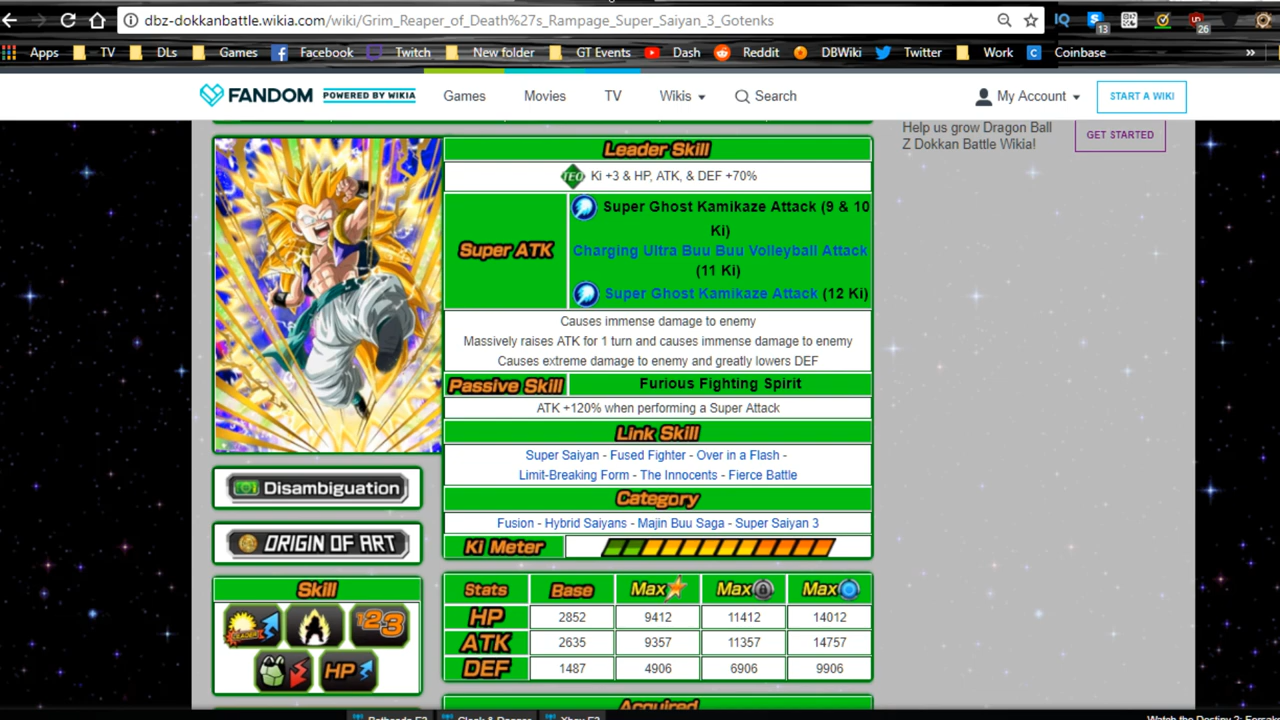 dbz-dokkanbattle.wikia.com/wiki/Grim_Reaper_of_Death%27s_Rampage_Super_Saiyan_3_Gotenks
IQ
13
26
Apps TV DLs Games Facebook Twitch New folder GT Events Dash Reddit DBWiki Twitter Work Coinbase »
FANDOM POWERED BY WIKIA Games Movies TV Wikis Search My Account START A WIKI
Help us grow Dragon Ball
Z Dokkan Battle Wikia!
GET STARTED
Leader Skill
TEQ Ki +3 & HP, ATK, & DEF +70%
Super ATK
Super Ghost Kamikaze Attack (9 & 10
Ki)
Charging Ultra Buu Buu Volleyball Attack
(11 Ki)
Super Ghost Kamikaze Attack (12 Ki)
Causes immense damage to enemy
Massively raises ATK for 1 turn and causes immense damage to enemy
Causes extreme damage to enemy and greatly lowers DEF
Passive Skill Furious Fighting Spirit
ATK +120% when performing a Super Attack
Link Skill
Super Saiyan - Fused Fighter - Over in a Flash -
Limit-Breaking Form - The Innocents - Fierce Battle
Category
Fusion - Hybrid Saiyans - Majin Buu Saga - Super Saiyan 3
Ki Meter
Disambiguation
ORIGIN OF ART
Skill
LEADER
123
HP
Stats Base Max Max Max
HP 2852 9412 11412 14012
ATK 2635 9357 11357 14757
DEF 1487 4906 6906 9906
Acquired